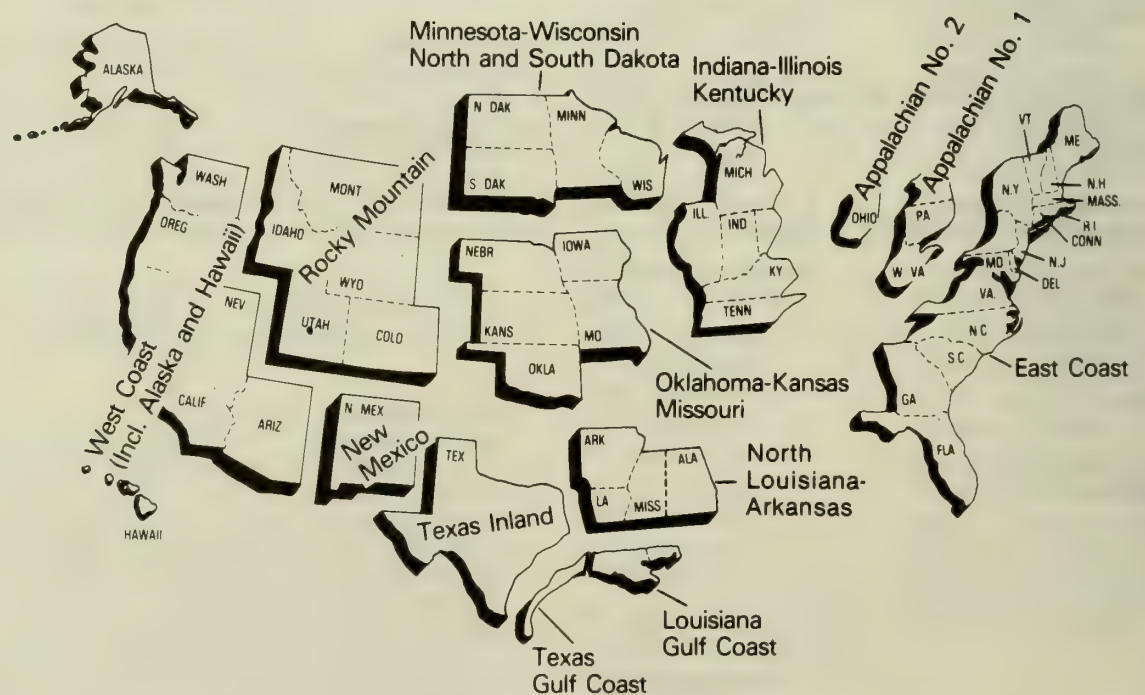 Minnesota-Wisconsin
North and South Dakota
Indiana-Illinois
Kentucky
Appalachian No. 2
Appalachian No. 1
ALASKA
WASH
OREG
NEV
CALIF
ARIZ
West Coast
(Incl. Alaska and Hawaii)
HAWAII
MONT
IDAHO
WYO
UTAH
COLO
Rocky Mountain
N MEX
New
Mexico
N DAK
MINN
S DAK
WIS
NEBR
IOWA
KANS
MO
OKLA
Oklahoma-Kansas
Missouri
MICH
ILL.
IND
KY
TENN
OHIO
PA
W VA
VT
ME
N.Y
N.H
MASS.
R.I
CONN
N.J
MD
DEL
VA.
N C
S.C
GA
FLA
East Coast
TEX
Texas Inland
ARK
ALA
LA
MISS
North
Louisiana-
Arkansas
Louisiana
Gulf Coast
Texas
Gulf Coast